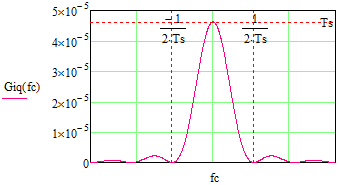 5×10⁻⁵
4×10⁻⁵
3×10⁻⁵
2×10⁻⁵
1×10⁻⁵
0
−1
2·Ts
1
2·Ts
Ts
Giq(fc)
fc